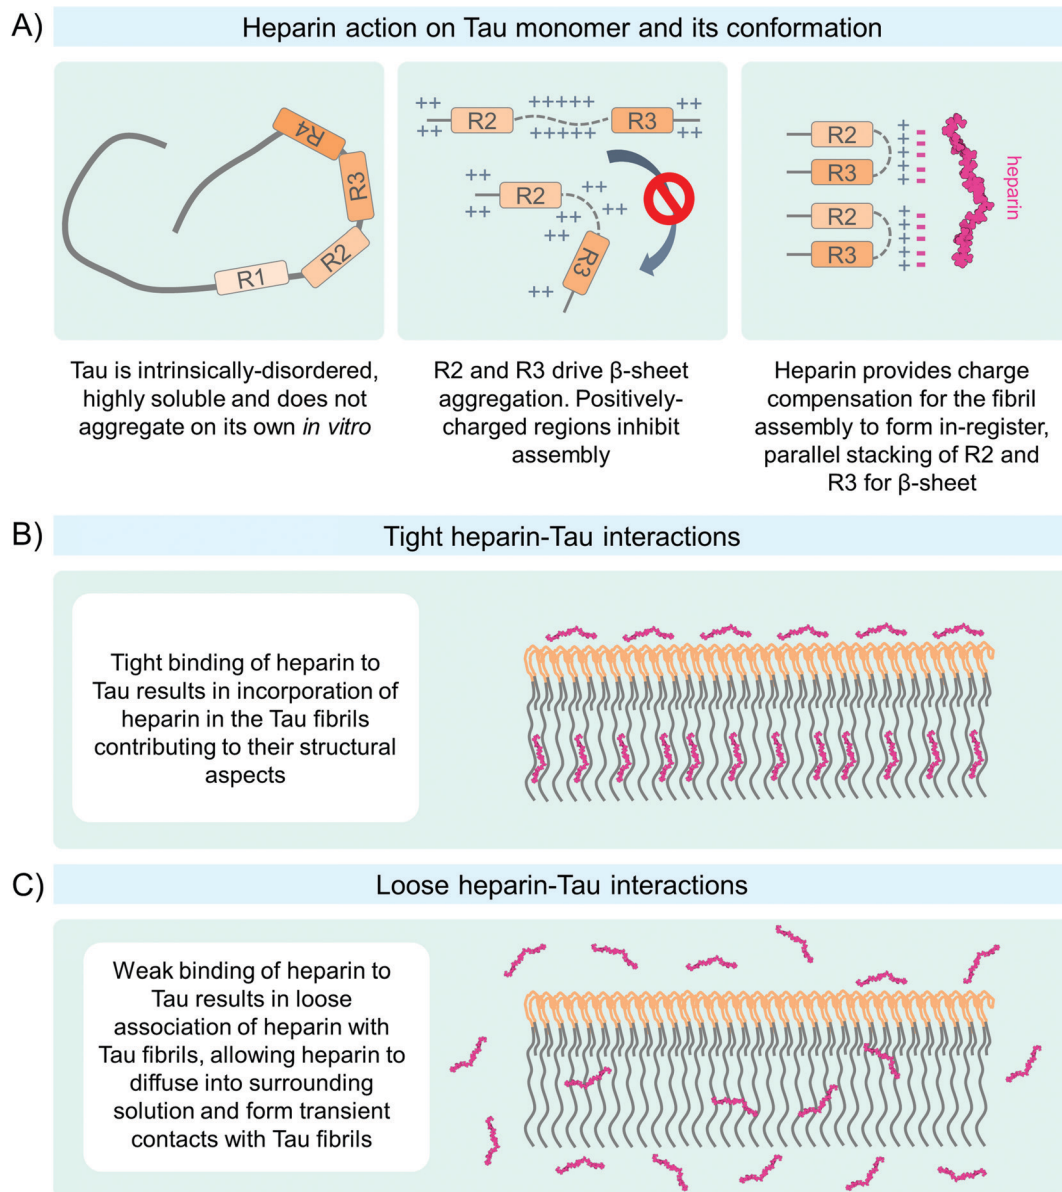 A)
Heparin action on Tau monomer and its conformation
R4
R3
R2
R1
++ +++++ ++
R2 R3
++ +++++ ++
++
R2
++
++
++
++
R3
++
R2
R3
R2
R3
+
+
+
+
+
+
+
+
+
+
heparin
Tau is intrinsically-disordered,
highly soluble and does not
aggregate on its own in vitro
R2 and R3 drive β-sheet
aggregation. Positively-
charged regions inhibit
assembly
Heparin provides charge
compensation for the fibril
assembly to form in-register,
parallel stacking of R2 and
R3 for β-sheet
B)
Tight heparin-Tau interactions
Tight binding of heparin to
Tau results in incorporation of
heparin in the Tau fibrils
contributing to their structural
aspects
C)
Loose heparin-Tau interactions
Weak binding of heparin to
Tau results in loose
association of heparin with
Tau fibrils, allowing heparin to
diffuse into surrounding
solution and form transient
contacts with Tau fibrils